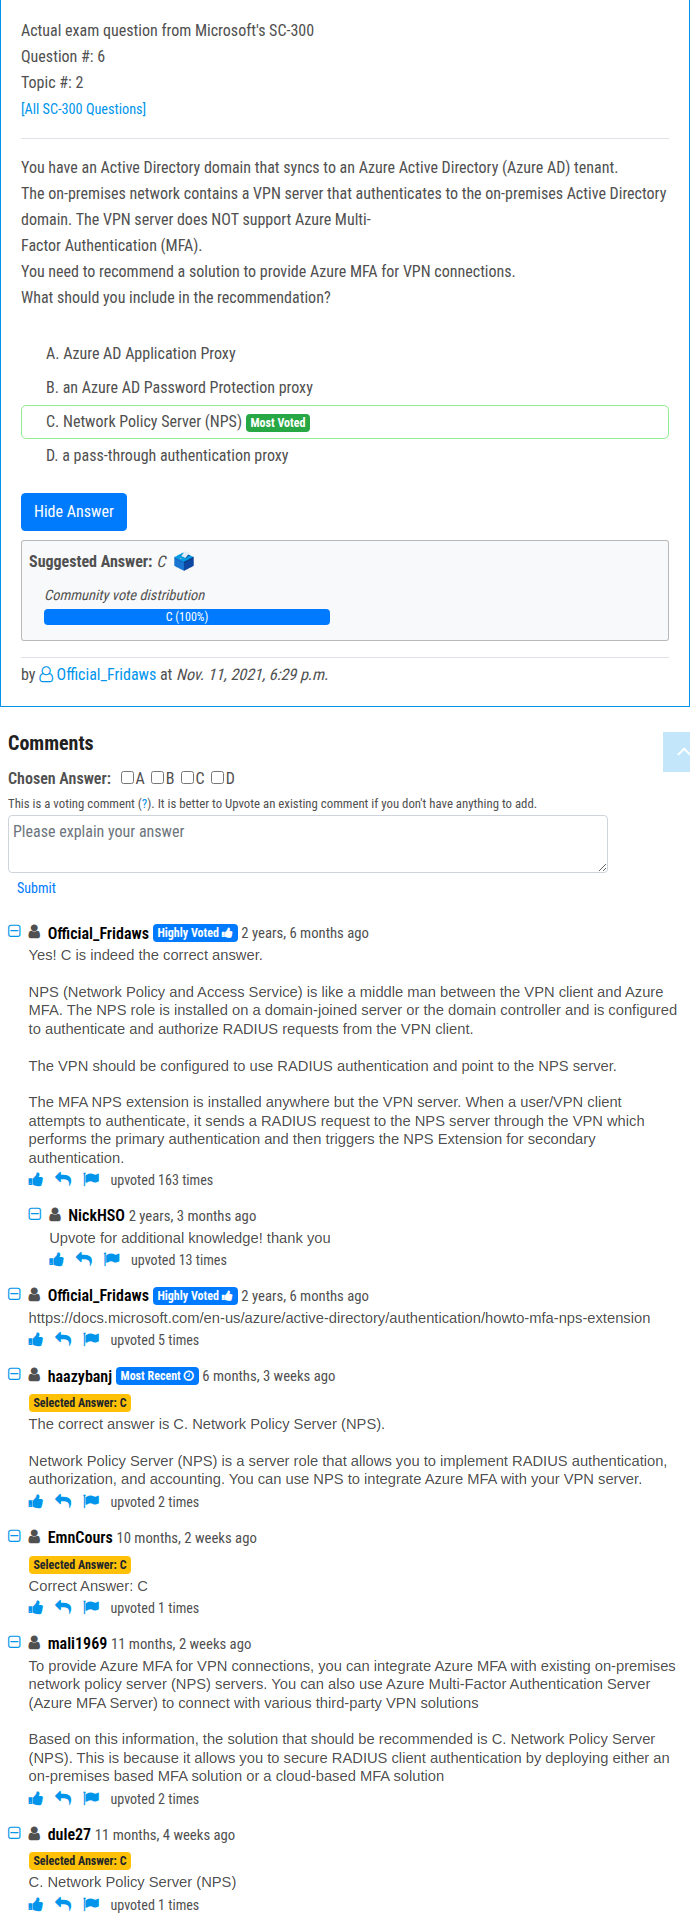 Actual exam question from Microsoft's SC-300
Question #: 6
Topic #: 2
[All SC-300 Questions]
You have an Active Directory domain that syncs to an Azure Active Directory (Azure AD) tenant.
The on-premises network contains a VPN server that authenticates to the on-premises Active Directory
domain. The VPN server does NOT support Azure Multi-
Factor Authentication (MFA).
You need to recommend a solution to provide Azure MFA for VPN connections.
What should you include in the recommendation?
A. Azure AD Application Proxy
B. an Azure AD Password Protection proxy
C. Network Policy Server (NPS) Most Voted
D. a pass-through authentication proxy
Hide Answer
Suggested Answer: C
Community vote distribution
C (100%)
by Official_Fridaws at Nov. 11, 2021, 6:29 p.m.
Comments
Chosen Answer: A B C D
This is a voting comment (?). It is better to Upvote an existing comment if you don't have anything to add.
Please explain your answer
Submit
Official_Fridaws Highly Voted 2 years, 6 months ago
Yes! C is indeed the correct answer.
NPS (Network Policy and Access Service) is like a middle man between the VPN client and Azure
MFA. The NPS role is installed on a domain-joined server or the domain controller and is configured
to authenticate and authorize RADIUS requests from the VPN client.
The VPN should be configured to use RADIUS authentication and point to the NPS server.
The MFA NPS extension is installed anywhere but the VPN server. When a user/VPN client
attempts to authenticate, it sends a RADIUS request to the NPS server through the VPN which
performs the primary authentication and then triggers the NPS Extension for secondary
authentication.
upvoted 163 times
NickHSO 2 years, 3 months ago
Upvote for additional knowledge! thank you
upvoted 13 times
Official_Fridaws Highly Voted 2 years, 6 months ago
https://docs.microsoft.com/en-us/azure/active-directory/authentication/howto-mfa-nps-extension
upvoted 5 times
haazybanj Most Recent 6 months, 3 weeks ago
Selected Answer: C
The correct answer is C. Network Policy Server (NPS).
Network Policy Server (NPS) is a server role that allows you to implement RADIUS authentication,
authorization, and accounting. You can use NPS to integrate Azure MFA with your VPN server.
upvoted 2 times
EmnCours 10 months, 2 weeks ago
Selected Answer: C
Correct Answer: C
upvoted 1 times
mali1969 11 months, 2 weeks ago
To provide Azure MFA for VPN connections, you can integrate Azure MFA with existing on-premises
network policy server (NPS) servers. You can also use Azure Multi-Factor Authentication Server
(Azure MFA Server) to connect with various third-party VPN solutions
Based on this information, the solution that should be recommended is C. Network Policy Server
(NPS). This is because it allows you to secure RADIUS client authentication by deploying either an
on-premises based MFA solution or a cloud-based MFA solution
upvoted 2 times
dule27 11 months, 4 weeks ago
Selected Answer: C
C. Network Policy Server (NPS)
upvoted 1 times